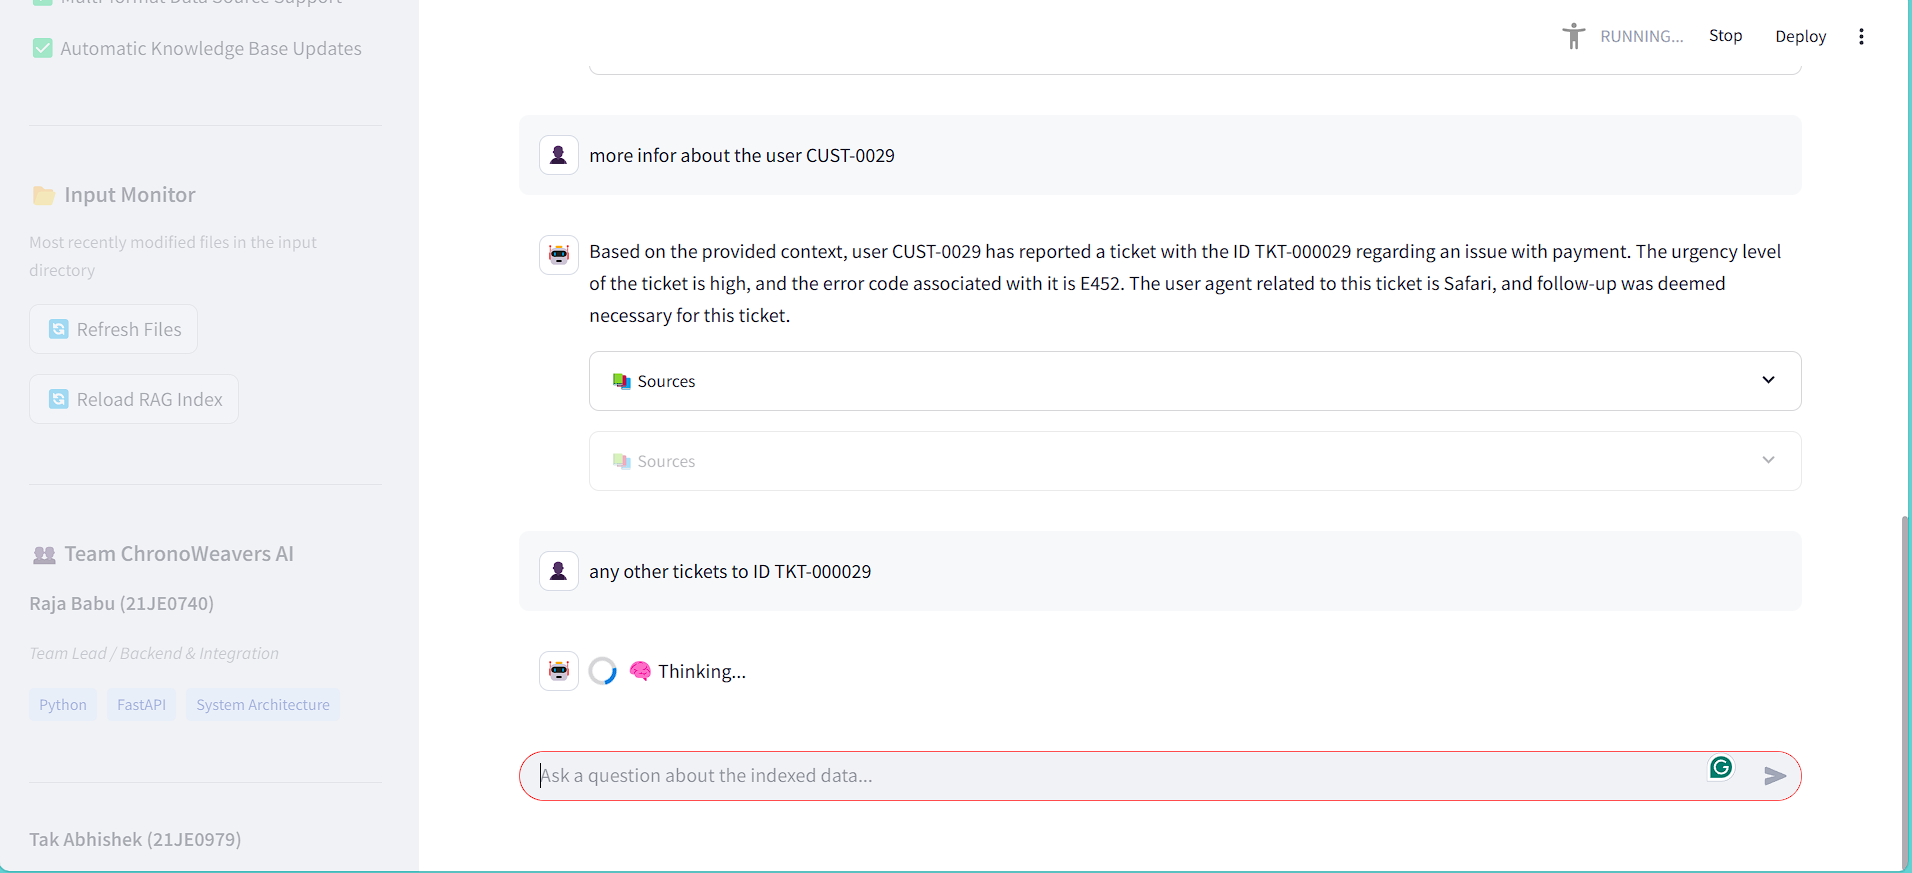 Multi-format Data Source Support
Automatic Knowledge Base Updates
Input Monitor
Most recently modified files in the input
directory
Refresh Files
Reload RAG Index
Team ChronoWeavers AI
Raja Babu (21JE0740)
Team Lead / Backend & Integration
Python FastAPI System Architecture
Tak Abhishek (21JE0979)
RUNNING... Stop Deploy
more infor about the user CUST-0029
Based on the provided context, user CUST-0029 has reported a ticket with the ID TKT-000029 regarding an issue with payment. The urgency level
of the ticket is high, and the error code associated with it is E452. The user agent related to this ticket is Safari, and follow-up was deemed
necessary for this ticket.
Sources
Sources
any other tickets to ID TKT-000029
Thinking...
Ask a question about the indexed data...